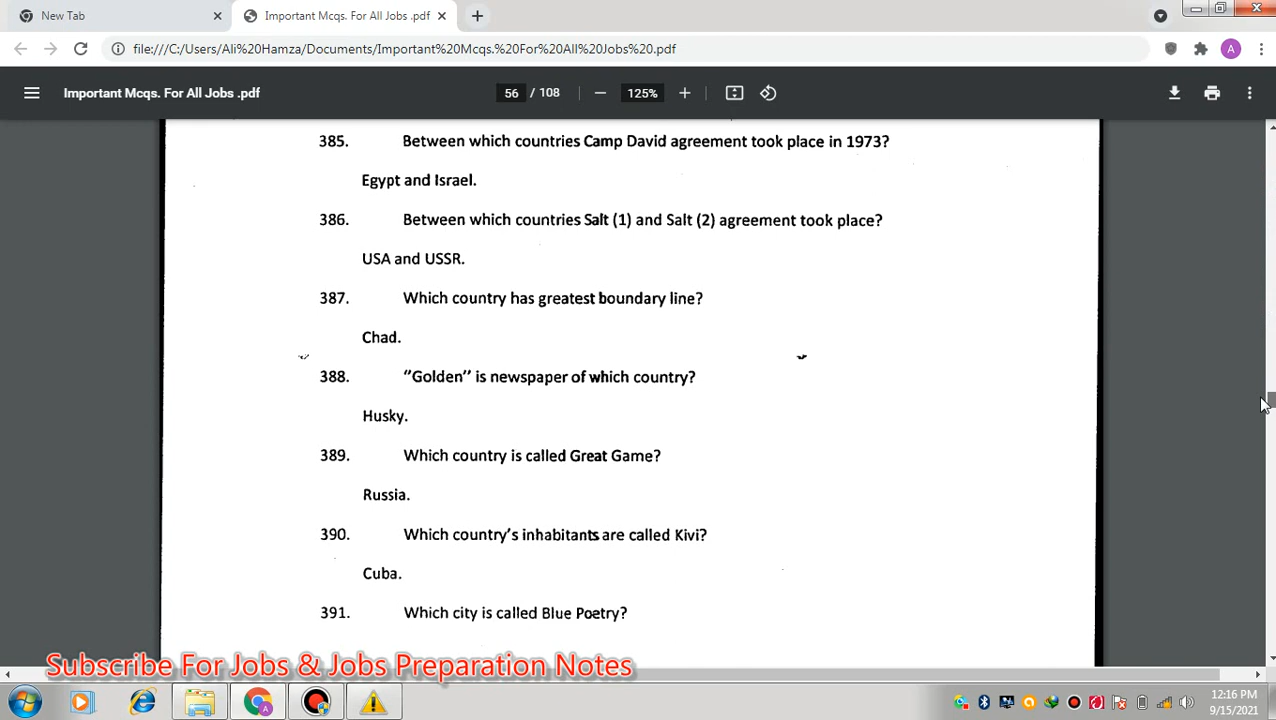 New Tab
Important Mcqs. For All Jobs .pdf
file:///C:/Users/Ali%20Hamza/Documents/Important%20Mcqs.%20For%20All%20Jobs%20.pdf
A
Important Mcqs. For All Jobs .pdf
56 / 108
125%
385. Between which countries Camp David agreement took place in 1973?
Egypt and Israel.
386. Between which countries Salt (1) and Salt (2) agreement took place?
USA and USSR.
387. Which country has greatest boundary line?
Chad.
388. ‘’Golden’’ is newspaper of which country?
Husky.
389. Which country is called Great Game?
Russia.
390. Which country’s inhabitants are called Kivi?
Cuba.
391. Which city is called Blue Poetry?
Subscribe For Jobs & Jobs Preparation Notes
12:16 PM
9/15/2021